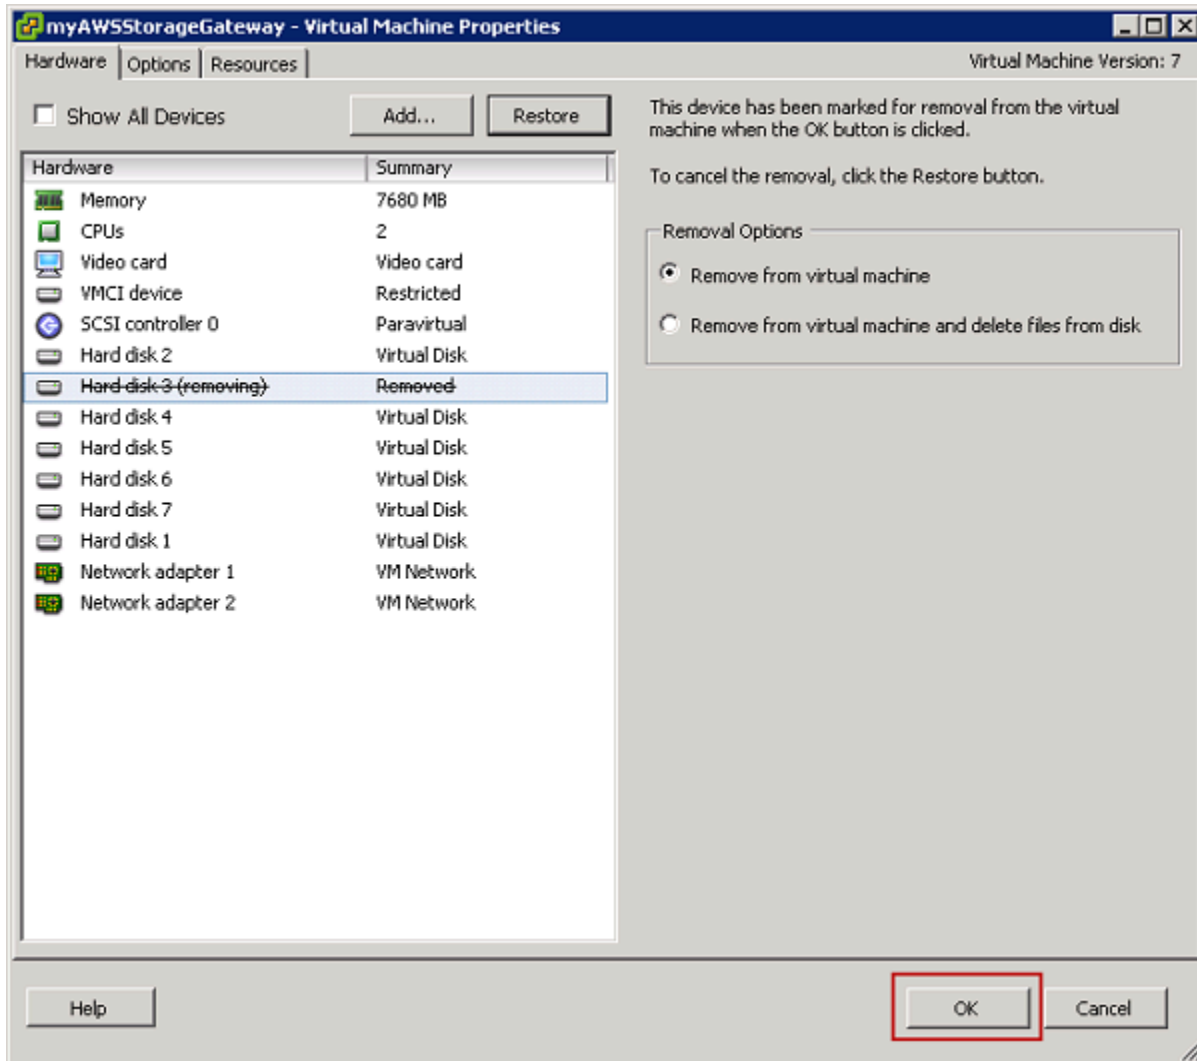 myAWSStorageGateway - Virtual Machine Properties
Hardware Options Resources Virtual Machine Version: 7
Show All Devices Add... Restore
This device has been marked for removal from the virtual
machine when the OK button is clicked.
To cancel the removal, click the Restore button.
Hardware Summary
Memory 7680 MB
CPUs 2
Video card Video card
VMCI device Restricted
SCSI controller 0 Paravirtual
Hard disk 2 Virtual Disk
Hard disk 3 (removing) Removed
Hard disk 4 Virtual Disk
Hard disk 5 Virtual Disk
Hard disk 6 Virtual Disk
Hard disk 7 Virtual Disk
Hard disk 1 Virtual Disk
Network adapter 1 VM Network
Network adapter 2 VM Network
Removal Options
Remove from virtual machine
Remove from virtual machine and delete files from disk
Help OK Cancel